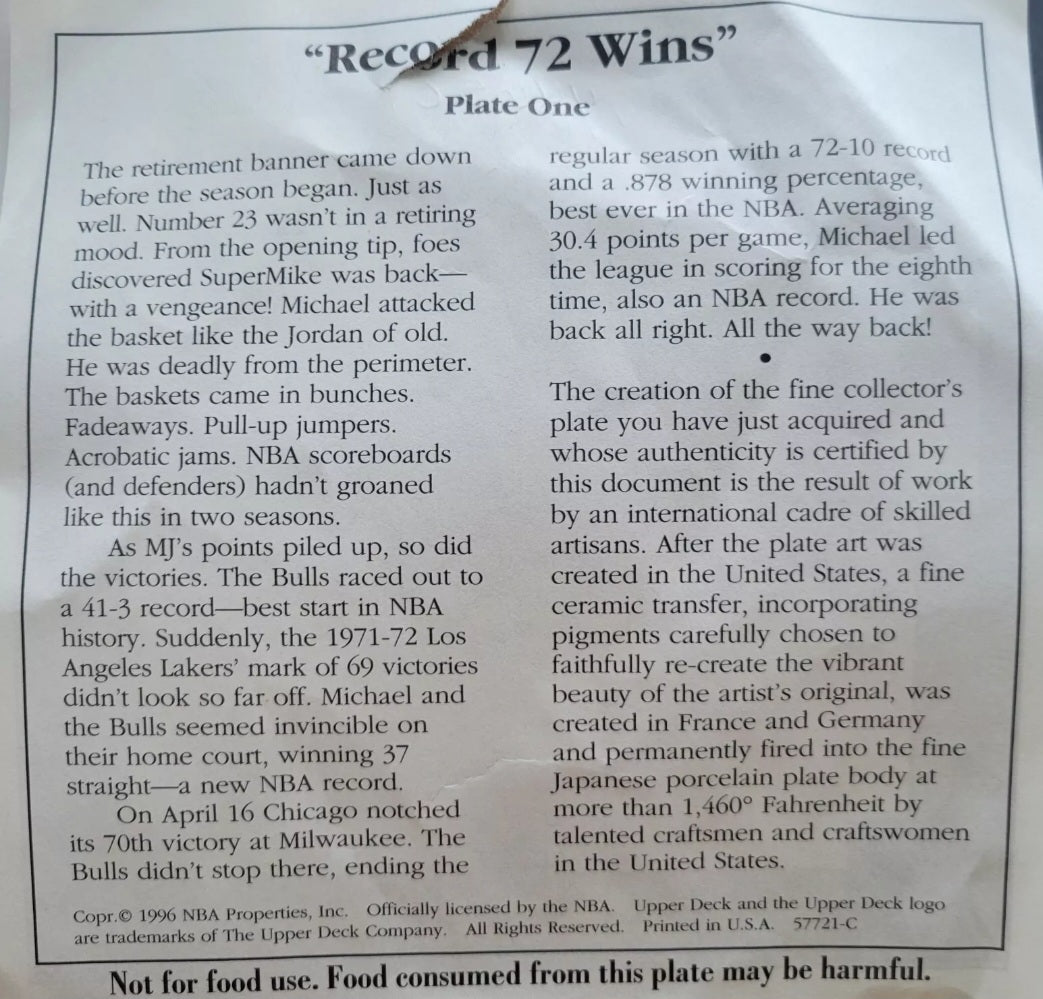 “Record 72 Wins”
Plate One
The retirement banner came down
before the season began. Just as
well. Number 23 wasn't in a retiring
mood. From the opening tip, foes
discovered SuperMike was back—
with a vengeance! Michael attacked
the basket like the Jordan of old.
He was deadly from the perimeter.
The baskets came in bunches.
Fadeaways. Pull-up jumpers.
Acrobatic jams. NBA scoreboards
(and defenders) hadn't groaned
like this in two seasons.
As MJ's points piled up, so did
the victories. The Bulls raced out to
a 41-3 record—best start in NBA
history. Suddenly, the 1971-72 Los
Angeles Lakers' mark of 69 victories
didn't look so far off. Michael and
the Bulls seemed invincible on
their home court, winning 37
straight—a new NBA record.
On April 16 Chicago notched
its 70th victory at Milwaukee. The
Bulls didn't stop there, ending the
regular season with a 72-10 record
and a .878 winning percentage,
best ever in the NBA. Averaging
30.4 points per game, Michael led
the league in scoring for the eighth
time, also an NBA record. He was
back all right. All the way back!
•
The creation of the fine collector's
plate you have just acquired and
whose authenticity is certified by
this document is the result of work
by an international cadre of skilled
artisans. After the plate art was
created in the United States, a fine
ceramic transfer, incorporating
pigments carefully chosen to
faithfully re-create the vibrant
beauty of the artist's original, was
created in France and Germany
and permanently fired into the fine
Japanese porcelain plate body at
more than 1,460° Fahrenheit by
talented craftsmen and craftswomen
in the United States.
Copr.© 1996 NBA Properties, Inc. Officially licensed by the NBA. Upper Deck and the Upper Deck logo
are trademarks of The Upper Deck Company. All Rights Reserved. Printed in U.S.A. 57721-C
Not for food use. Food consumed from this plate may be harmful.